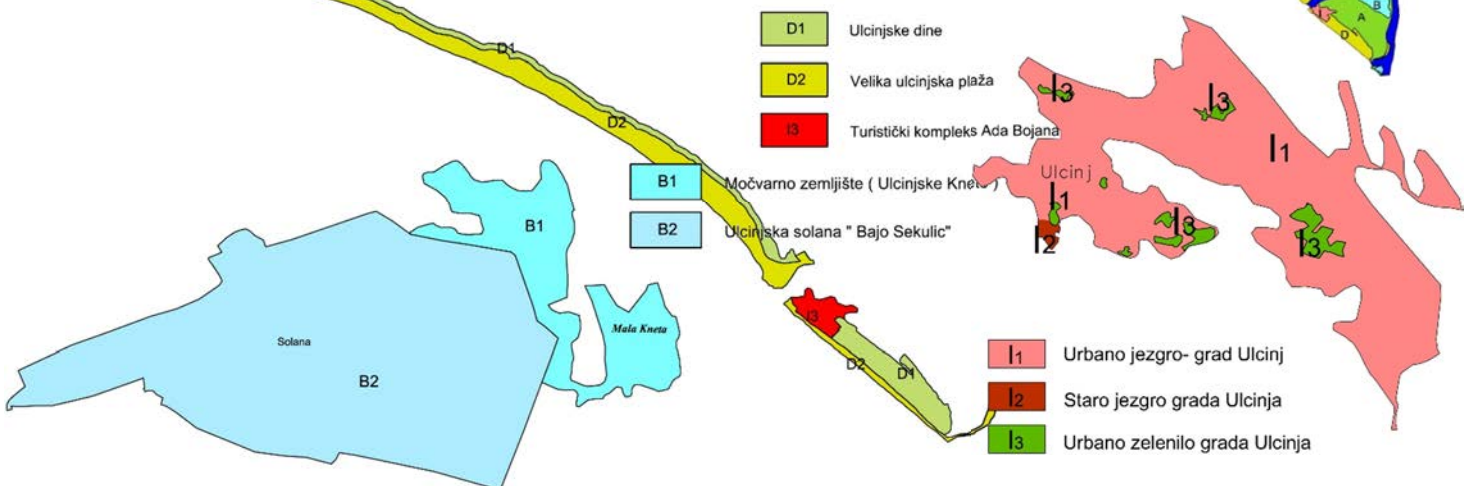 B
A
D
D1
D1 Ulcinjske dine
D2 Velika ulcinjska plaža
D2
I3 Turistički kompleks Ada Bojana
B1 Močvarno zemljište ( Ulcinjske Knete )
B2 Ulcinjska solana " Bajo Sekulic"
B1
Mala Kneta
Solana
B2
I3
D2
D1
I3
I3
I1
Ulcinj
I1
I3
I2
I3
I1 Urbano jezgro- grad Ulcinj
I2 Staro jezgro grada Ulcinja
I3 Urbano zelenilo grada Ulcinja